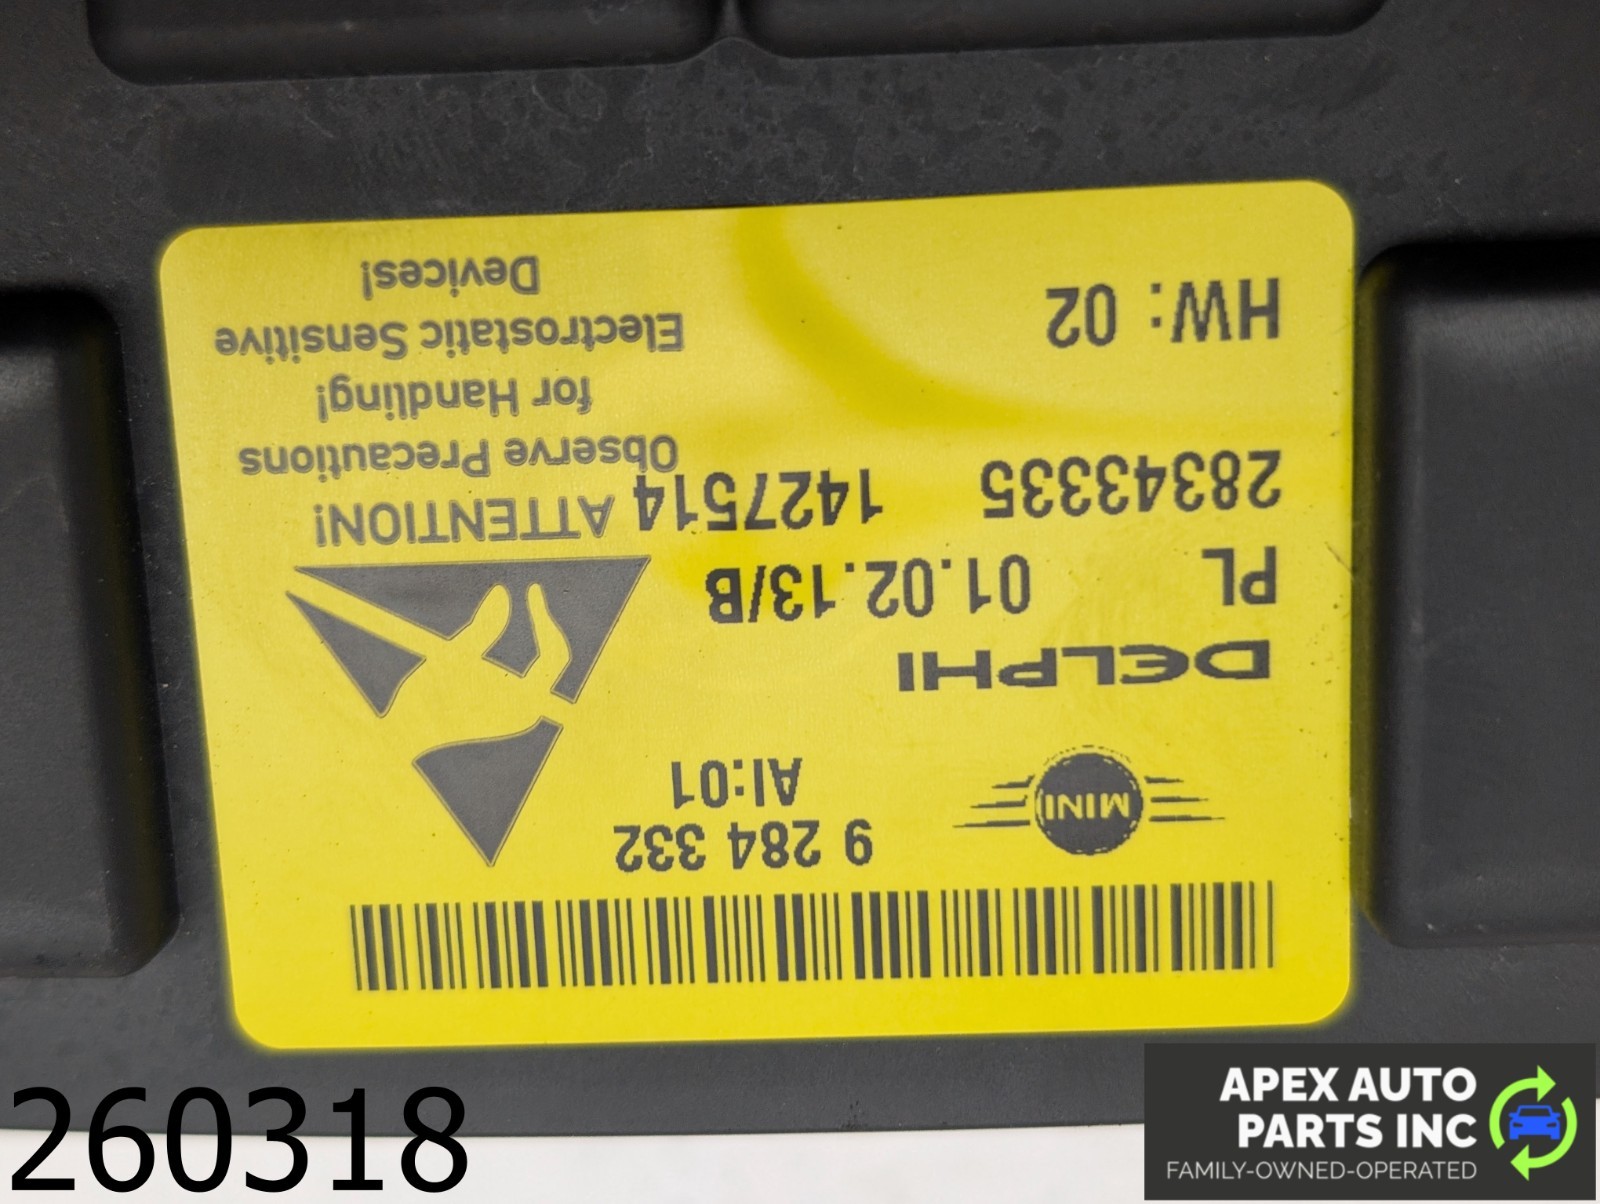 MINI
9 284 332
AI:01
DELPHI
PL 01.02.13/B
28343335 1427514
HW: 02
ATTENTION!
Observe Precautions
for Handling!
Electrostatic Sensitive
Devices!
260318
APEX AUTO
PARTS INC
FAMILY-OWNED-OPERATED